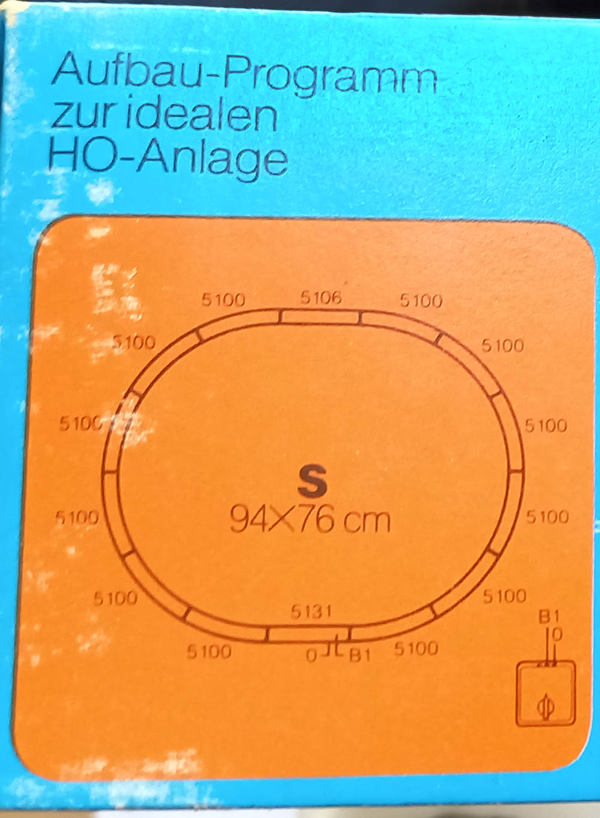 Aufbau-Programm
zur idealen
HO-Anlage
5100 5106 5100
5100 5100
5100 5100
S
94×76 cm
5100 5100
5100 5131 5100
5100 0 B1 5100
B1
0